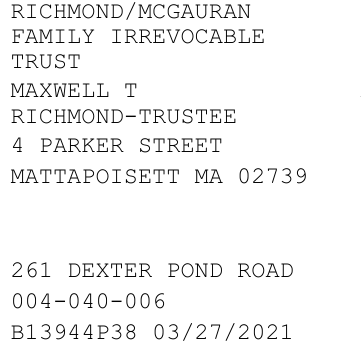 RICHMOND/MCGAURAN
FAMILY IRREVOCABLE
TRUST
MAXWELL T
RICHMOND-TRUSTEE
4 PARKER STREET
MATTAPOISETT MA 02739
261 DEXTER POND ROAD
004-040-006
B13944P38 03/27/2021